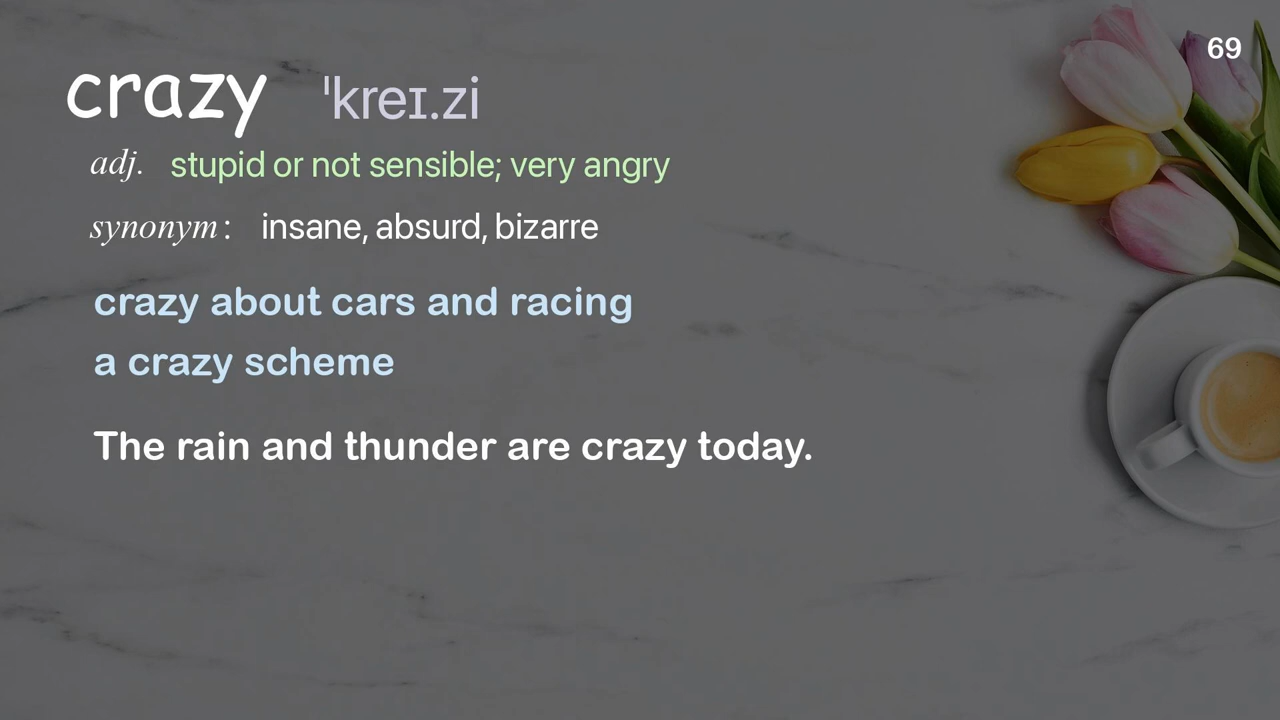 69
crazy ˈkreɪ.zi
adj. stupid or not sensible; very angry
synonym: insane, absurd, bizarre
crazy about cars and racing
a crazy scheme
The rain and thunder are crazy today.